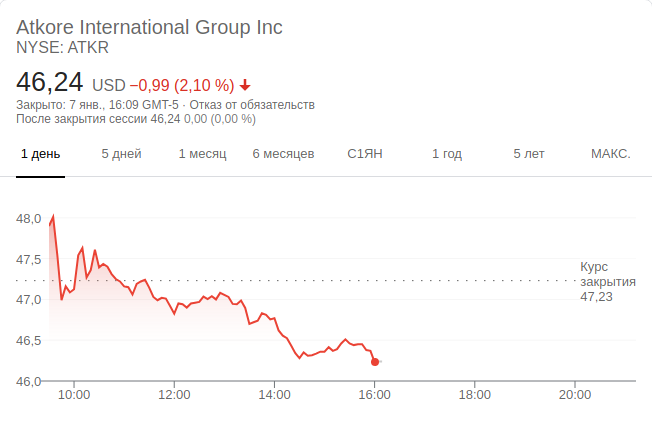 Atkore International Group Inc
NYSE: ATKR
46,24 USD −0,99 (2,10 %)
Закрыто: 7 янв., 16:09 GMT-5 · Отказ от обязательств
После закрытия сессии 46,24 0,00 (0,00 %)
1 день 5 дней 1 месяц 6 месяцев С1ЯН 1 год 5 лет МАКС.
48,0
47,5
47,0
46,5
46,0
Курс
закрытия
47,23
10:00 12:00 14:00 16:00 18:00 20:00